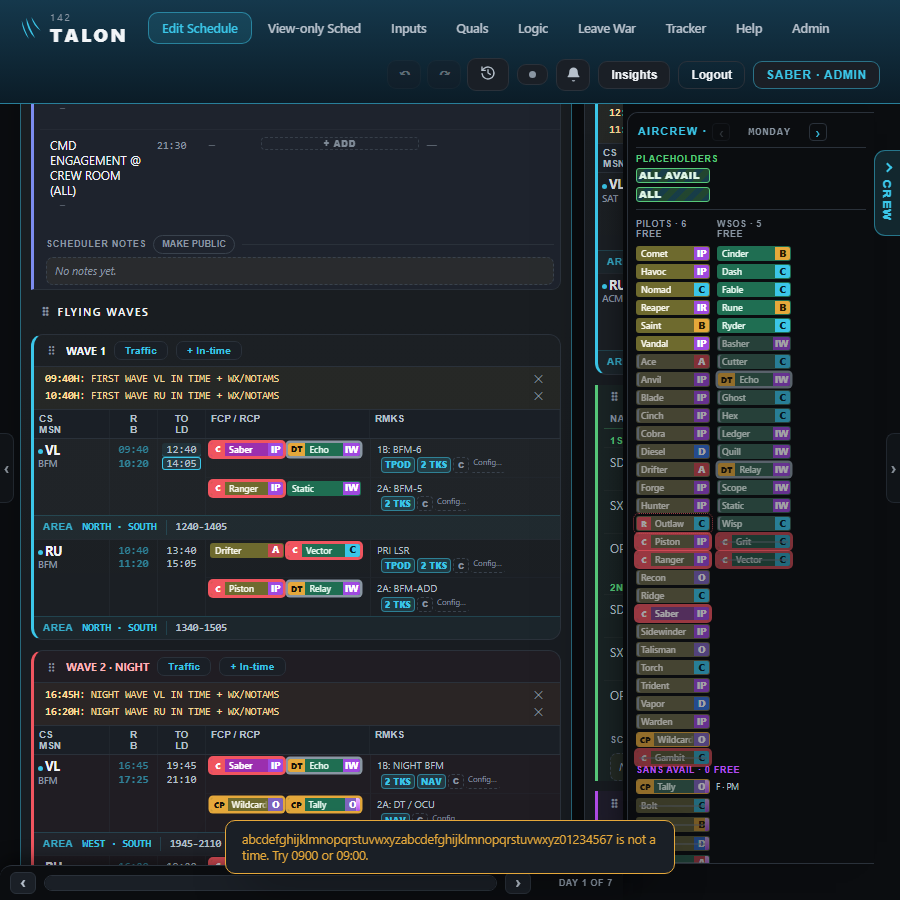 142
TALON
Edit Schedule
View-only Sched
Inputs
Quals
Logic
Leave War
Tracker
Help
Admin
Insights
Logout
SABER · ADMIN
CMD ENGAGEMENT @ CREW ROOM (ALL)
21:30
—
+ ADD
—
SCHEDULER NOTES
MAKE PUBLIC
No notes yet.
FLYING WAVES
WAVE 1
Traffic
+ In-time
09:40H: FIRST WAVE VL IN TIME + WX/NOTAMS
10:40H: FIRST WAVE RU IN TIME + WX/NOTAMS
CS MSN
R B
TO LD
FCP / RCP
RMKS
VL
BFM
09:40
10:20
12:40
14:05
C Saber IP
DT Echo IW
1B: BFM-6
TPOD
2 TKS
C
Config...
C Ranger IP
Static IW
2A: BFM-5
2 TKS
C
Config...
AREA NORTH · SOUTH 1240-1405
RU
BFM
10:40
11:20
13:40
15:05
Drifter A
C Vector C
PRI LSR
TPOD
2 TKS
C
Config...
C Piston IP
DT Relay IW
2A: BFM-ADD
2 TKS
C
Config...
AREA NORTH · SOUTH 1340-1505
WAVE 2 · NIGHT
Traffic
+ In-time
16:45H: NIGHT WAVE VL IN TIME + WX/NOTAMS
16:20H: NIGHT WAVE RU IN TIME + WX/NOTAMS
CS MSN
R B
TO LD
FCP / RCP
RMKS
VL
BFM
16:45
17:25
19:45
21:10
C Saber IP
DT Echo IW
1B: NIGHT BFM
2 TKS
NAV
C
Config...
CP Wildcard O
CP Tally O
2A: DT / OCU
AREA WEST · SOUTH 1945-2110
AIRCREW ·
MONDAY
PLACEHOLDERS
ALL AVAIL
ALL
PILOTS · 6 FREE
WSOS · 5 FREE
Comet IP
Cinder B
Havoc IP
Dash C
Nomad C
Fable C
Reaper IR
Rune B
Saint B
Ryder C
Vandal IP
Basher IW
Ace A
Cutter C
Anvil IP
DT Echo IW
Blade IP
Ghost C
Cinch IP
Hex C
Cobra IP
Ledger IW
Diesel D
Quill IW
Drifter A
DT Relay IW
Forge IP
Scope IW
Hunter IP
Static IW
R Outlaw C
Wisp C
C Piston IP
C Grit C
C Ranger IP
C Vector C
Recon O
Ridge C
C Saber IP
Sidewinder IP
Talisman O
Torch C
Trident IP
Vapor D
Warden IP
CP Wildcard O
C Gambit C
SANS AVAIL · 0 FREE
CP Tally O
F · PM
Bolt C
CREW
abcdefghijklmnopqrstuvwxyzabcdefghijklmnopqrstuvwxyz01234567 is not a
time. Try 0900 or 09:00.
DAY 1 OF 7